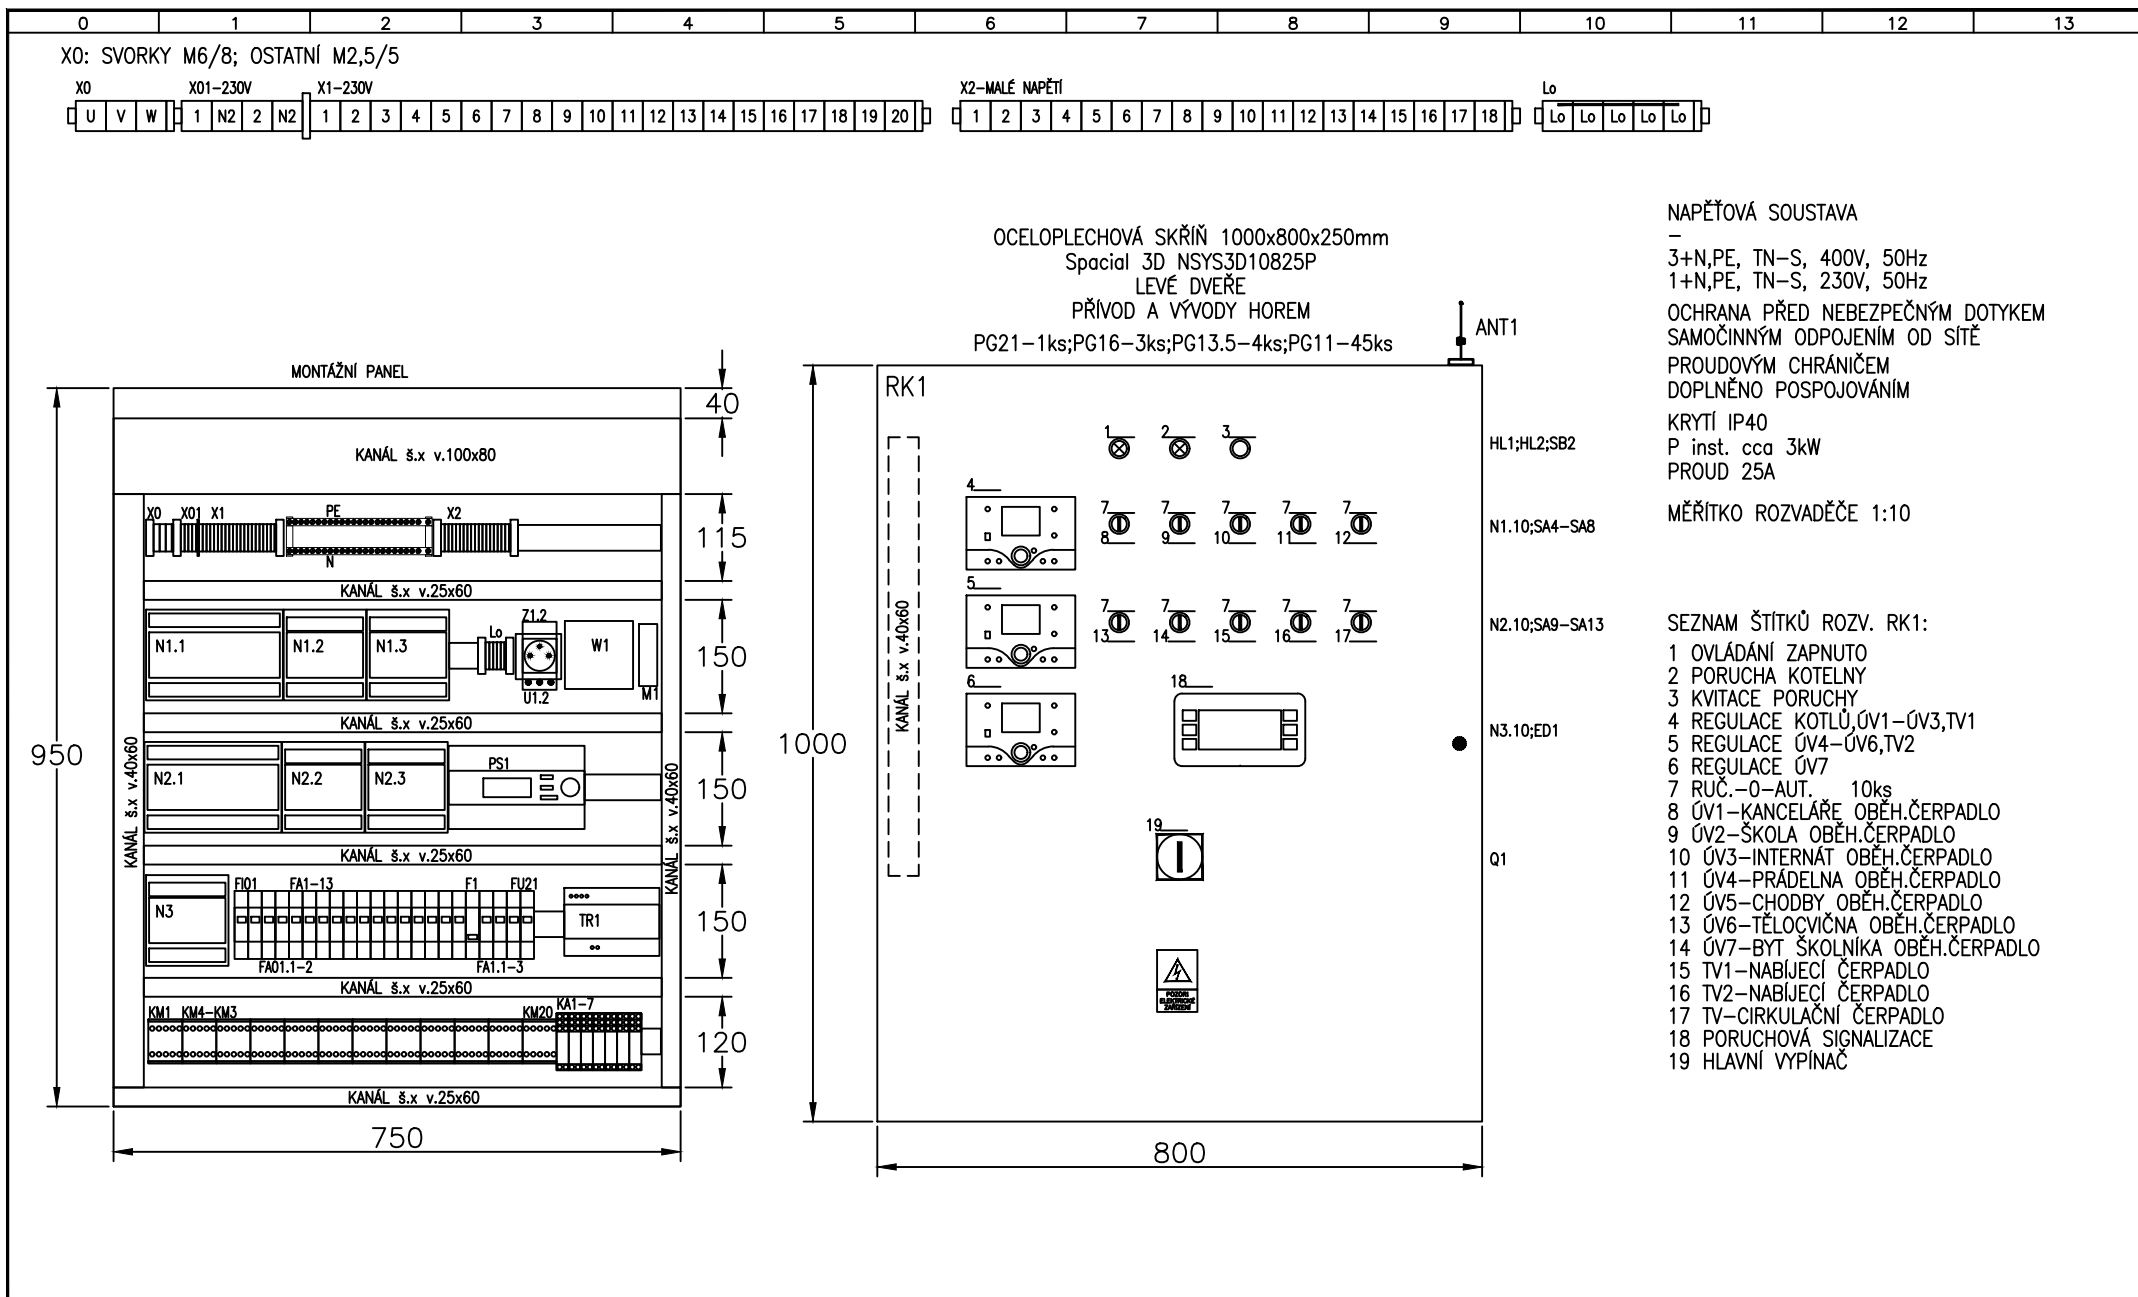 0 1 2 3 4 5 6 7 8 9 10 11 12 13
X0: SVORKY M6/8; OSTATNÍ M2,5/5
X0 X01-230V X1-230V X2-MALÉ NAPĚTÍ Lo
U V W 1 N2 2 N2 1 2 3 4 5 6 7 8 9 10 11 12 13 14 15 16 17 18 19 20 1 2 3 4 5 6 7 8 9 10 11 12 13 14 15 16 17 18 Lo Lo Lo Lo Lo
OCELOPLECHOVÁ SKŘÍŇ 1000x800x250mm
Spacial 3D NSYS3D10825P
LEVÉ DVEŘE
PŘÍVOD A VÝVODY HOREM
PG21-1ks;PG16-3ks;PG13.5-4ks;PG11-45ks
ANT1
NAPĚŤOVÁ SOUSTAVA
-
3+N,PE, TN-S, 400V, 50Hz
1+N,PE, TN-S, 230V, 50Hz
OCHRANA PŘED NEBEZPEČNÝM DOTYKEM
SAMOČINNÝM ODPOJENÍM OD SÍTĚ
PROUDOVÝM CHRÁNIČEM
DOPLNĚNO POSPOJOVÁNÍM
KRYTÍ IP40
P inst. cca 3kW
PROUD 25A
MĚŘÍTKO ROZVADĚČE 1:10
MONTÁŽNÍ PANEL
40
KANÁL š.x v.100x80
X0 X01 X1 PE X2
N
115
KANÁL š.x v.25x60
N1.1 N1.2 N1.3 Lo Z1.2 W1
U1.2 M1
150
KANÁL š.x v.25x60
950
KANÁL š.x v.40x60
N2.1 N2.2 N2.3 PS1
KANÁL š.x v.40x60
150
KANÁL š.x v.25x60
FI01 FA1-13 F1 FU21
N3 TR1
FA01.1-2 FA1.1-3
150
KANÁL š.x v.25x60
KM1 KM4-KM3 KM20 KA1-7
120
KANÁL š.x v.25x60
750
RK1
1000
KANÁL š.x v.40x60
1 2 3
HL1;HL2;SB2
4
7 7 7 7 7
8 9 10 11 12
N1.10;SA4-SA8
5
7 7 7 7 7
13 14 15 16 17
N2.10;SA9-SA13
6 18
N3.10;ED1
19
Q1
POZOR!
ELEKTRICKÉ
ZAŘÍZENÍ
800
SEZNAM ŠTÍTKŮ ROZV. RK1:
1 OVLÁDÁNÍ ZAPNUTO
2 PORUCHA KOTELNY
3 KVITACE PORUCHY
4 REGULACE KOTLŮ,ÚV1-ÚV3,TV1
5 REGULACE ÚV4-ÚV6,TV2
6 REGULACE ÚV7
7 RUČ.-0-AUT. 10ks
8 ÚV1-KANCELÁŘE OBĚH.ČERPADLO
9 ÚV2-ŠKOLA OBĚH.ČERPADLO
10 ÚV3-INTERNÁT OBĚH.ČERPADLO
11 ÚV4-PRÁDELNA OBĚH.ČERPADLO
12 ÚV5-CHODBY OBĚH.ČERPADLO
13 ÚV6-TĚLOCVIČNA OBĚH.ČERPADLO
14 ÚV7-BYT ŠKOLNÍKA OBĚH.ČERPADLO
15 TV1-NABÍJECÍ ČERPADLO
16 TV2-NABÍJECÍ ČERPADLO
17 TV-CIRKULAČNÍ ČERPADLO
18 PORUCHOVÁ SIGNALIZACE
19 HLAVNÍ VYPÍNAČ